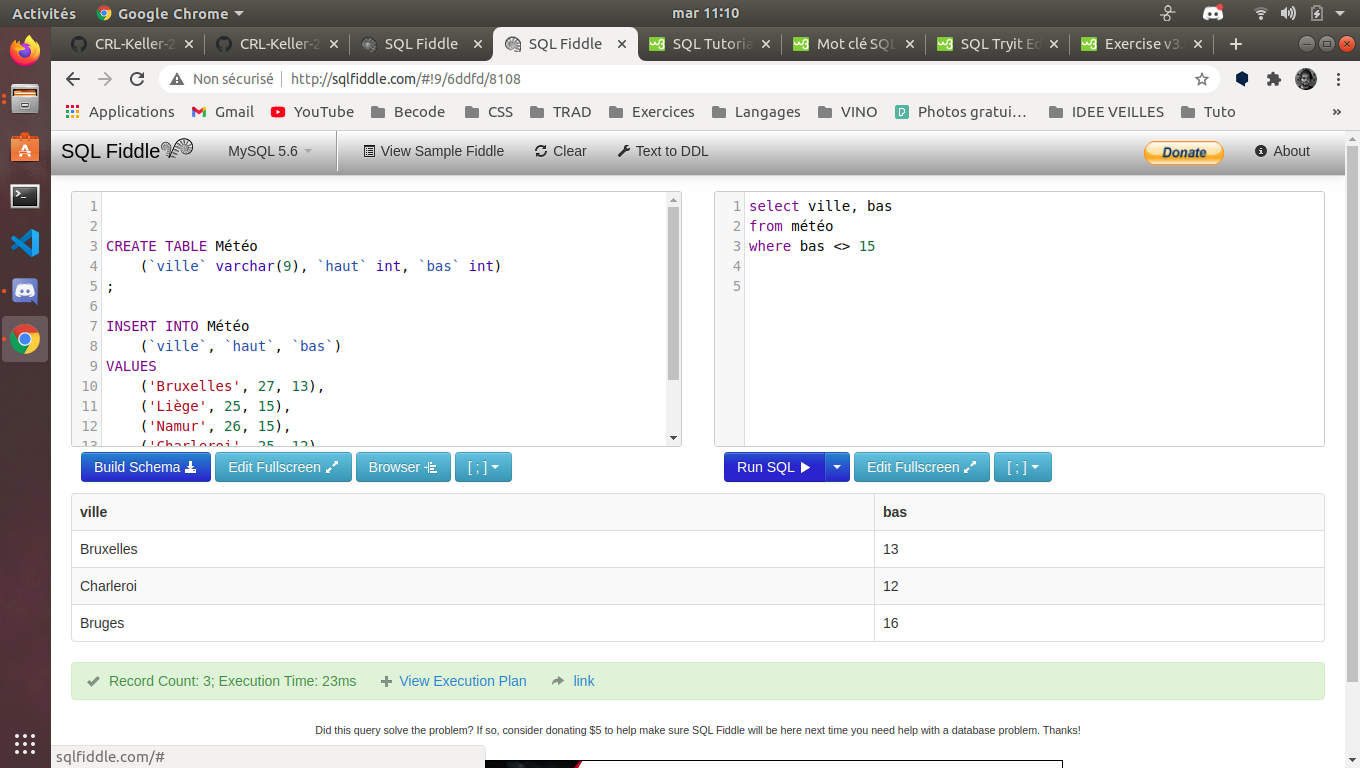 Activités Google Chrome mar 11:10
CRL-Keller-2 CRL-Keller-2 SQL Fiddle SQL Fiddle SQL Tutoria Mot clé SQL SQL Tryit Ed Exercise v3.
Non sécurisé http://sqlfiddle.com/#!9/6ddfd/8108
Applications Gmail YouTube Becode CSS TRAD Exercices Langages VINO Photos gratui… IDEE VEILLES Tuto »
SQL Fiddle MySQL 5.6 View Sample Fiddle Clear Text to DDL Donate About
1
2
3 CREATE TABLE Météo
4 (`ville` varchar(9), `haut` int, `bas` int)
5 ;
6
7 INSERT INTO Météo
8 (`ville`, `haut`, `bas`)
9 VALUES
10 ('Bruxelles', 27, 13),
11 ('Liège', 25, 15),
12 ('Namur', 26, 15),
13 ('Charleroi', 25, 12)
1 select ville, bas
2 from météo
3 where bas <> 15
4
5
Build Schema Edit Fullscreen Browser [ ; ]
Run SQL Edit Fullscreen [ ; ]
ville bas
Bruxelles 13
Charleroi 12
Bruges 16
Record Count: 3; Execution Time: 23ms View Execution Plan link
Did this query solve the problem? If so, consider donating $5 to help make sure SQL Fiddle will be here next time you need help with a database problem. Thanks!
sqlfiddle.com/#